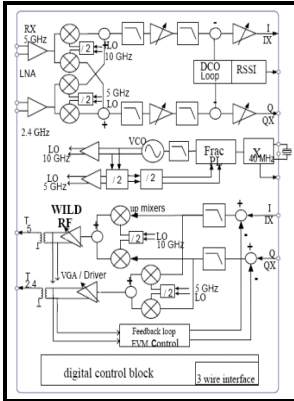 RX
5 GHz
LNA
2.4 GHz
/ 2
LO
10 GHz
5 GHz
/ 2
LO
DCO
Loop
RSSI
I
IX
Q
QX
VCO
LO
10 GHz
LO
5 GHz
/ 2
/ 2
Frac
PL
X
40 MHz
T
5
WILD
RF
up mixers
/ 2
LO
10 GHz
I
IX
Q
QX
T
2.4
VGA / Driver
/ 2
5 GHz
LO
Feedback loop
EVM Control
digital control block
3 wire interface